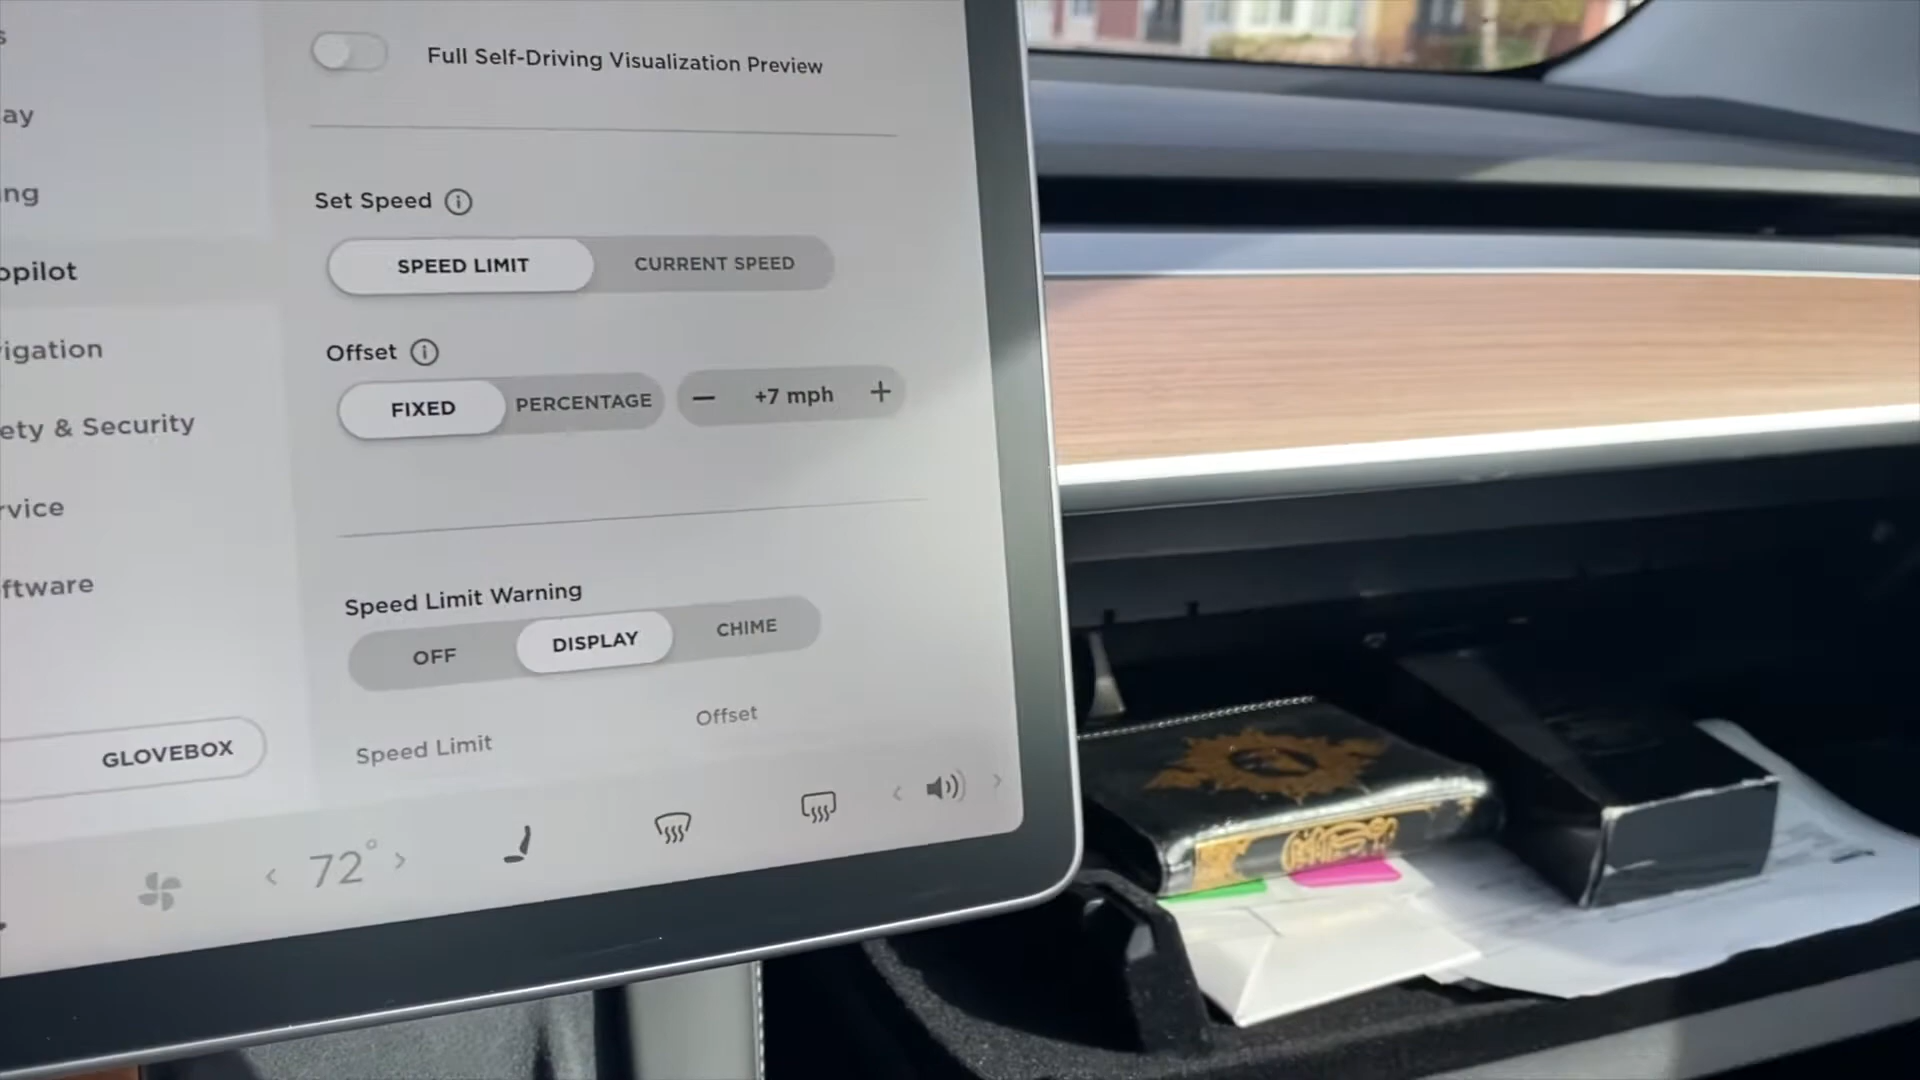 Full Self-Driving Visualization Preview
ay
ng
Set Speed
SPEED LIMIT CURRENT SPEED
opilot
Offset
vigation
FIXED PERCENTAGE — +7 mph +
ety & Security
rvice
ftware
Speed Limit Warning
OFF DISPLAY CHIME
Speed Limit Offset
GLOVEBOX
72°